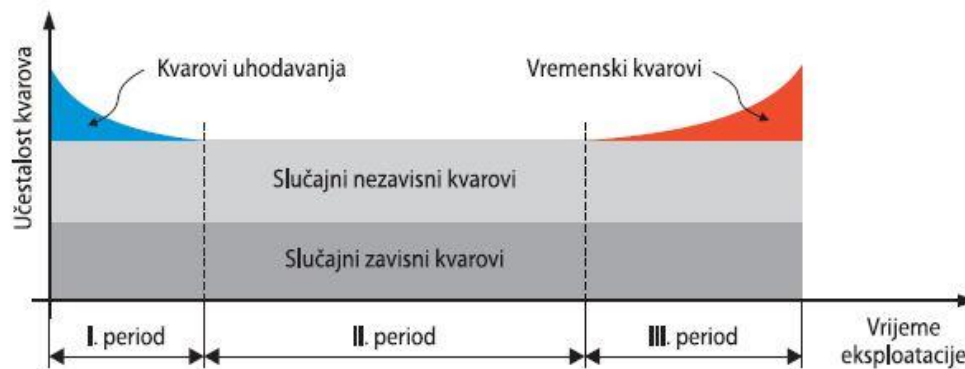 Učestalost kvarova
Kvarovi uhodavanja
Vremenski kvarovi
Slučajni nezavisni kvarovi
Slučajni zavisni kvarovi
I. period
II. period
III. period
Vrijeme
eksploatacije